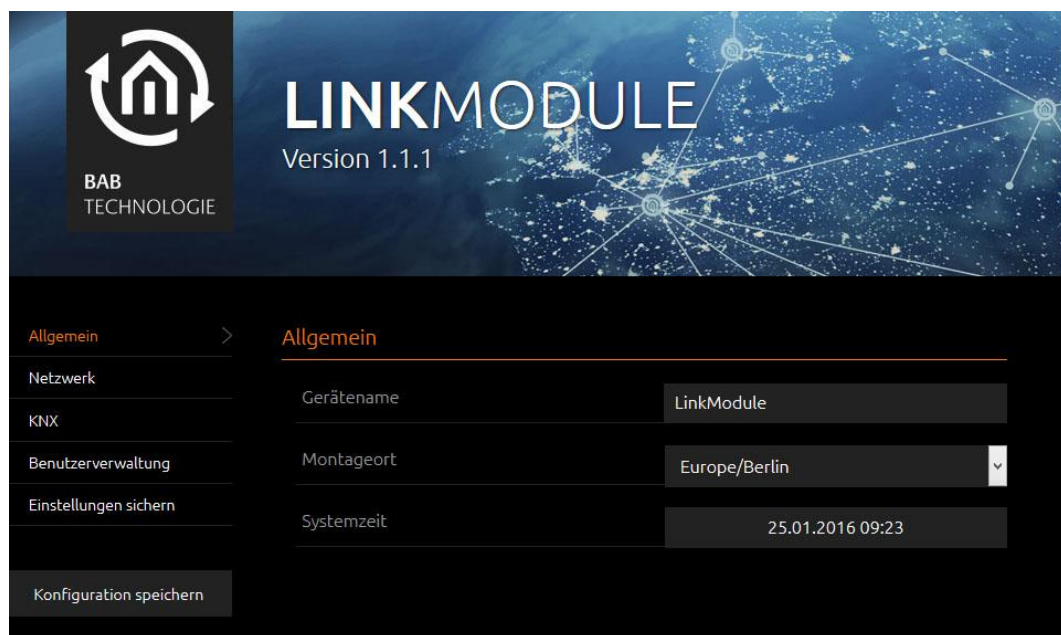 BAB
TECHNOLOGIE
LINKMODULE
Version 1.1.1
Allgemein
Netzwerk
KNX
Benutzerverwaltung
Einstellungen sichern
Konfiguration speichern
Allgemein
Gerätename
LinkModule
Montageort
Europe/Berlin
Systemzeit
25.01.2016 09:23